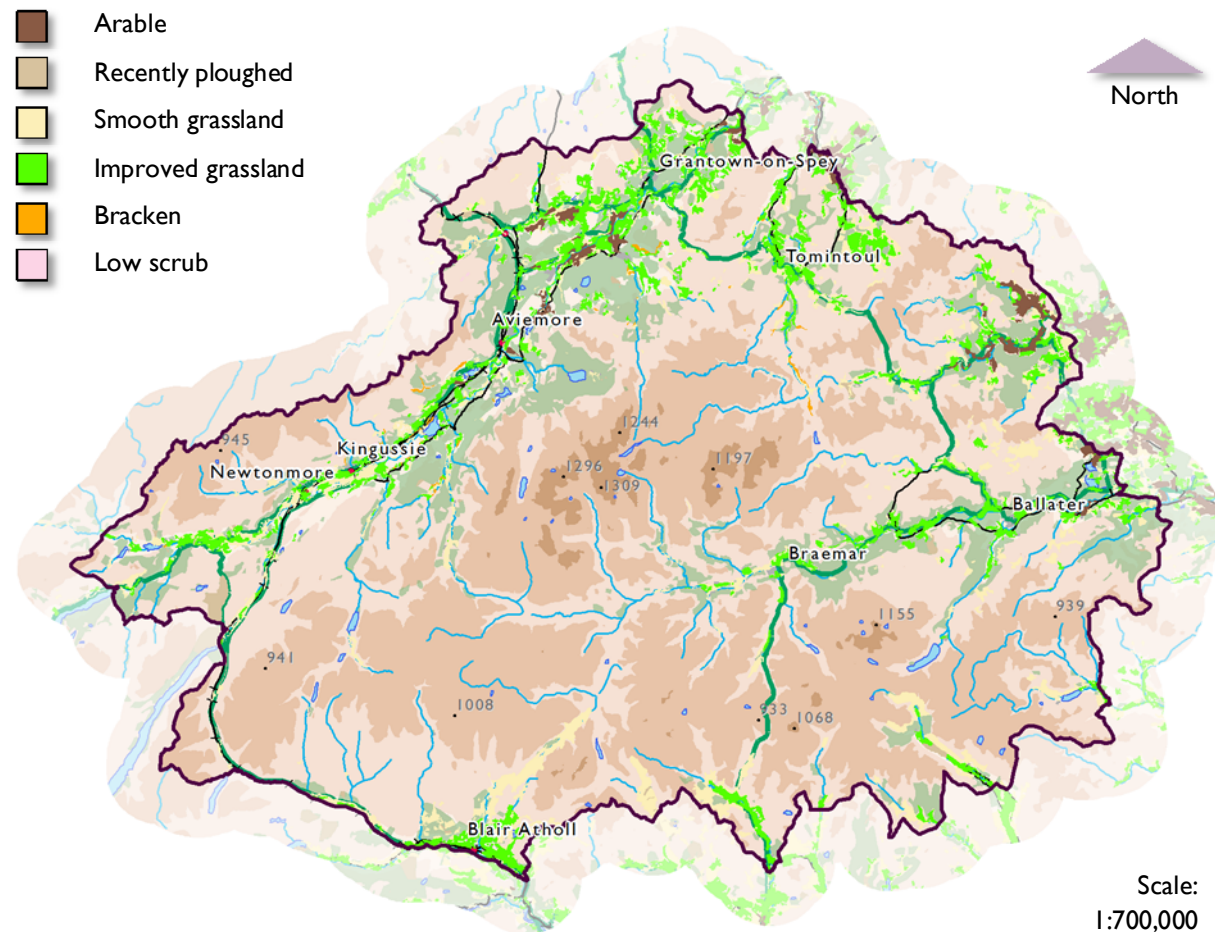 Arable
Recently ploughed
Smooth grassland
Improved grassland
Bracken
Low scrub
North
Grantown-on-Spey
Tomintoul
Aviemore
1244
945
Kingussie
1197
Newtonmore
1296
1309
Ballater
Braemar
1155
939
941
1008
933
1068
Blair Atholl
Scale:
1:700,000